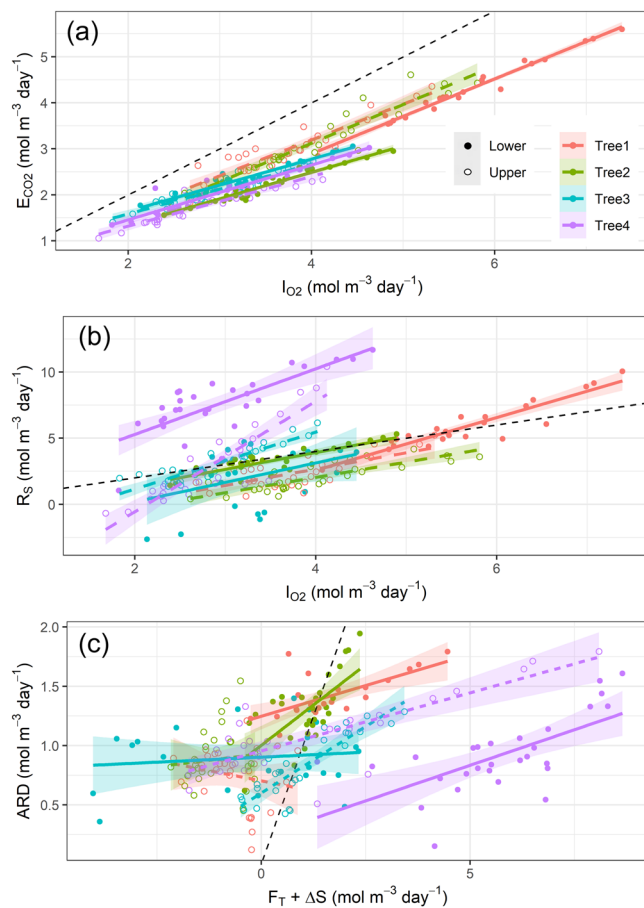 (a)
E_CO2 (mol m⁻³ day⁻¹)
5
4
3
2
1
2
4
6
I_O2 (mol m⁻³ day⁻¹)
Lower
Upper
Tree1
Tree2
Tree3
Tree4
(b)
R_S (mol m⁻³ day⁻¹)
10
5
0
2
4
6
I_O2 (mol m⁻³ day⁻¹)
(c)
ARD (mol m⁻³ day⁻¹)
2.0
1.5
1.0
0.5
0
5
F_T + ΔS (mol m⁻³ day⁻¹)